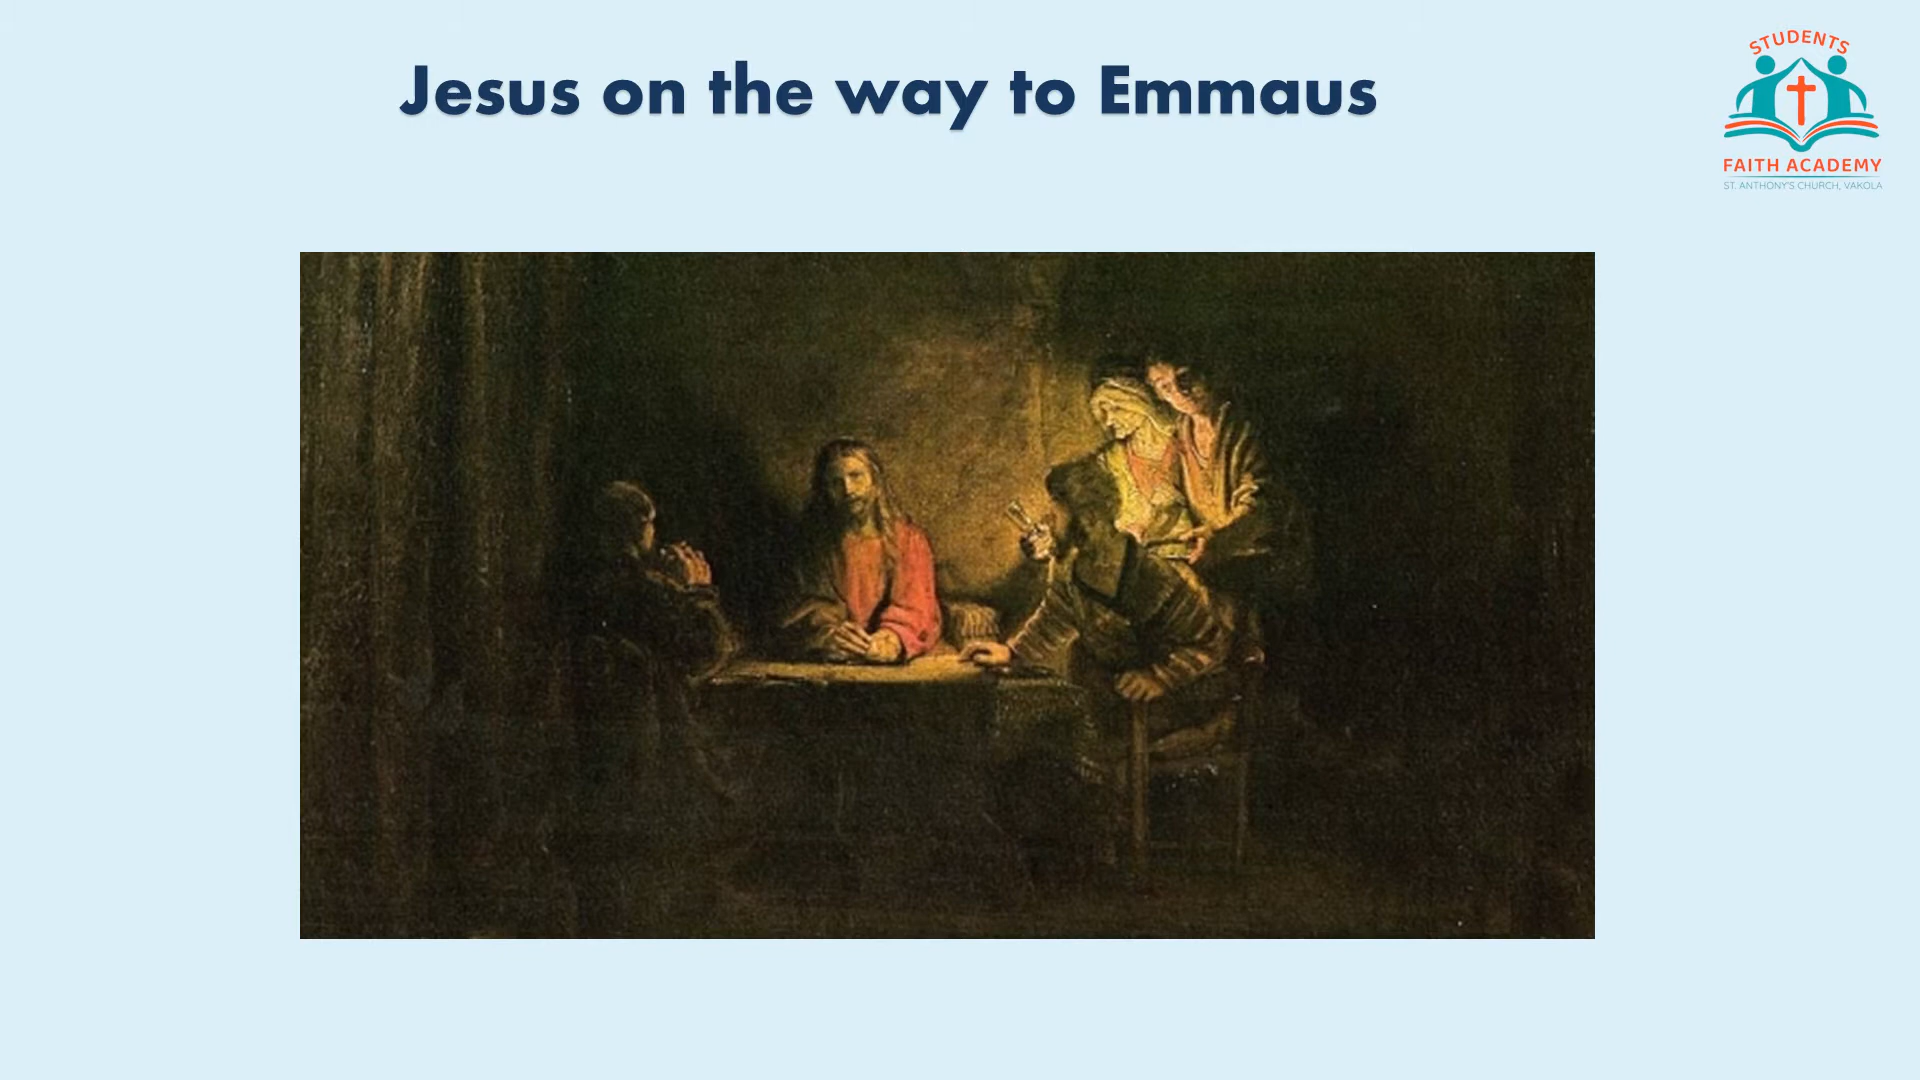 Jesus on the way to Emmaus
STUDENTS
FAITH ACADEMY
ST. ANTHONY'S CHURCH, VAKOLA